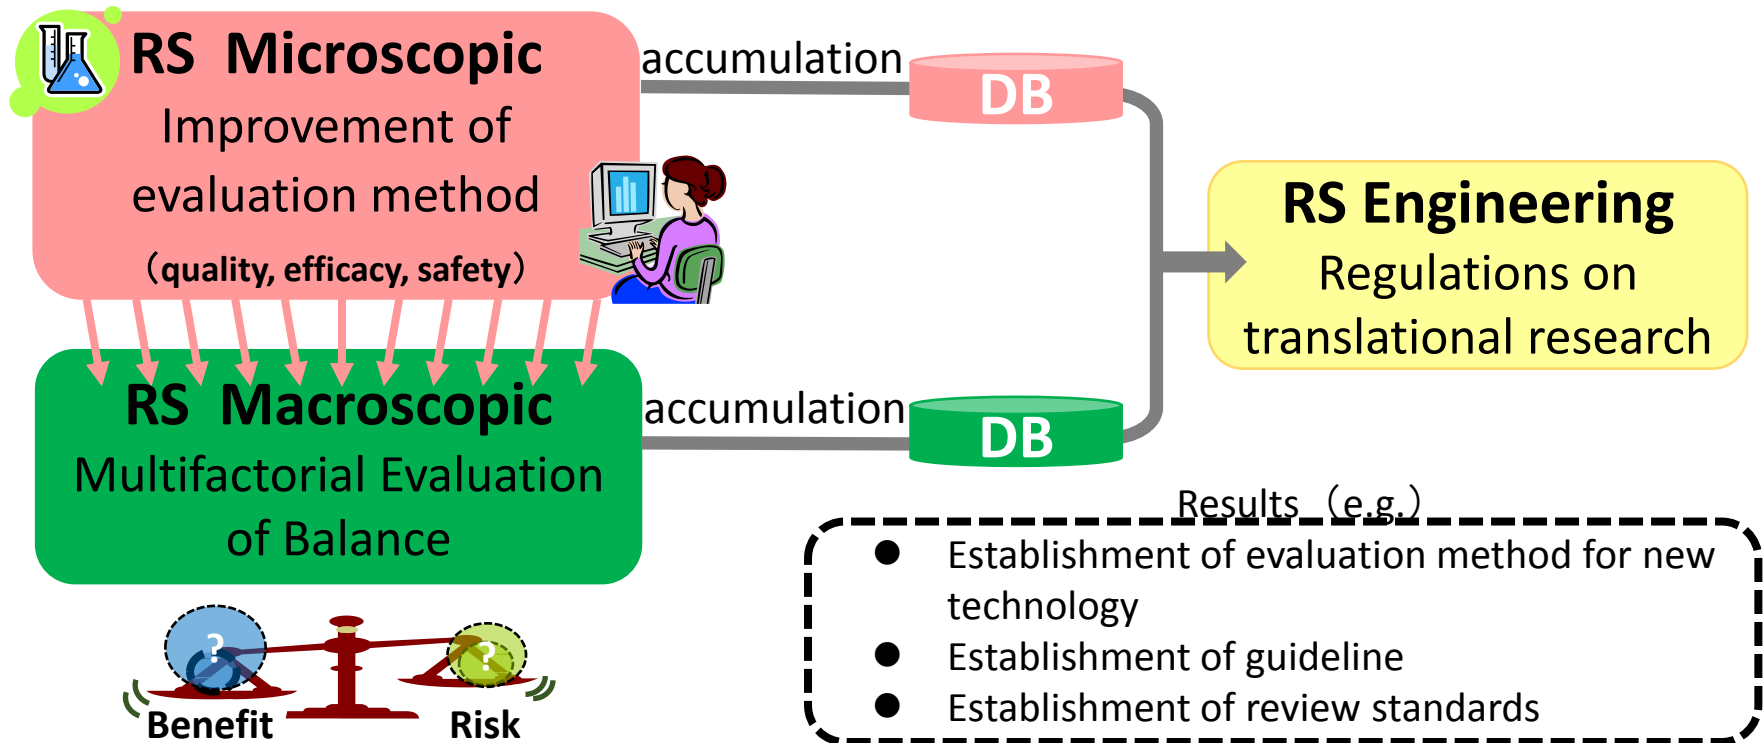 RS Microscopic
Improvement of
evaluation method
（quality, efficacy, safety）
accumulation
DB
RS Macroscopic
Multifactorial Evaluation
of Balance
accumulation
DB
RS Engineering
Regulations on
translational research
?
?
Benefit
Risk
Results （e.g.）
● Establishment of evaluation method for new
technology
● Establishment of guideline
● Establishment of review standards